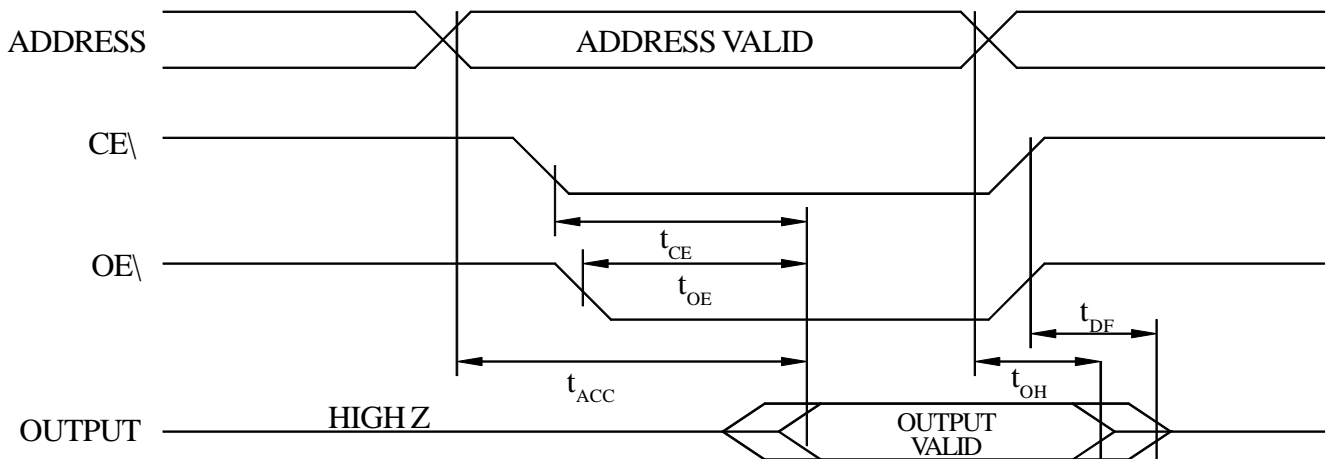 ADDRESS
ADDRESS VALID
CE\
tCE
OE\
tOE
tDF
tACC
tOH
OUTPUT
HIGH Z
OUTPUT
VALID